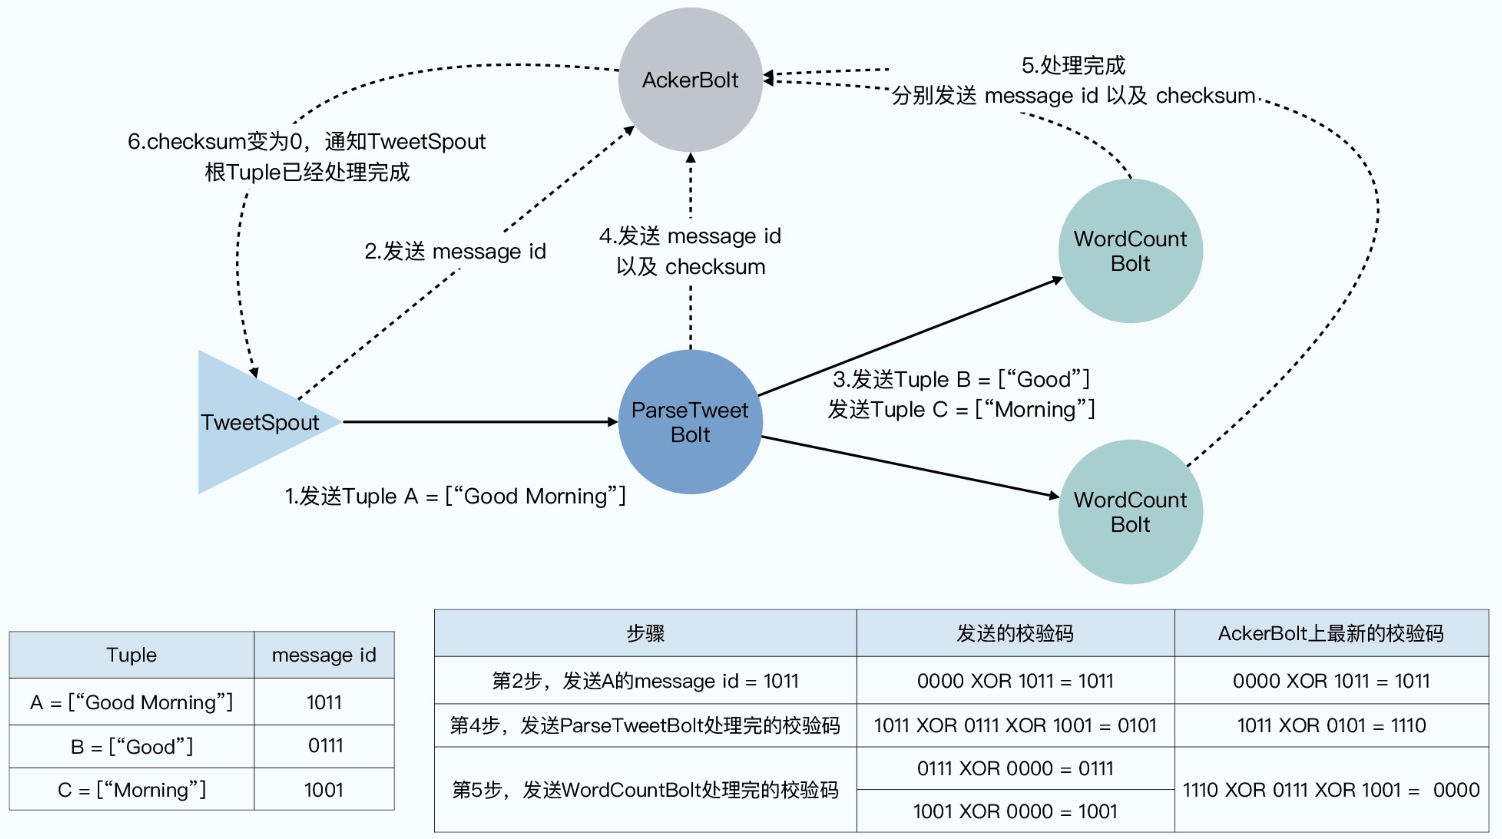 AckerBolt
5.处理完成
分别发送 message id 以及 checksum
6.checksum变为0，通知TweetSpout
根Tuple已经处理完成
2.发送 message id
4.发送 message id
以及 checksum
WordCount
Bolt
TweetSpout
ParseTweet
Bolt
3.发送Tuple B = [“Good”]
发送Tuple C = [“Morning”]
1.发送Tuple A = [“Good Morning”]
WordCount
Bolt
Tuple message id
A = [“Good Morning”] 1011
B = [“Good”] 0111
C = [“Morning”] 1001
步骤 发送的校验码 AckerBolt上最新的校验码
第2步，发送A的message id = 1011 0000 XOR 1011 = 1011 0000 XOR 1011 = 1011
第4步，发送ParseTweetBolt处理完的校验码 1011 XOR 0111 XOR 1001 = 0101 1011 XOR 0101 = 1110
第5步，发送WordCountBolt处理完的校验码 0111 XOR 0000 = 0111 1110 XOR 0111 XOR 1001 = 0000
1001 XOR 0000 = 1001